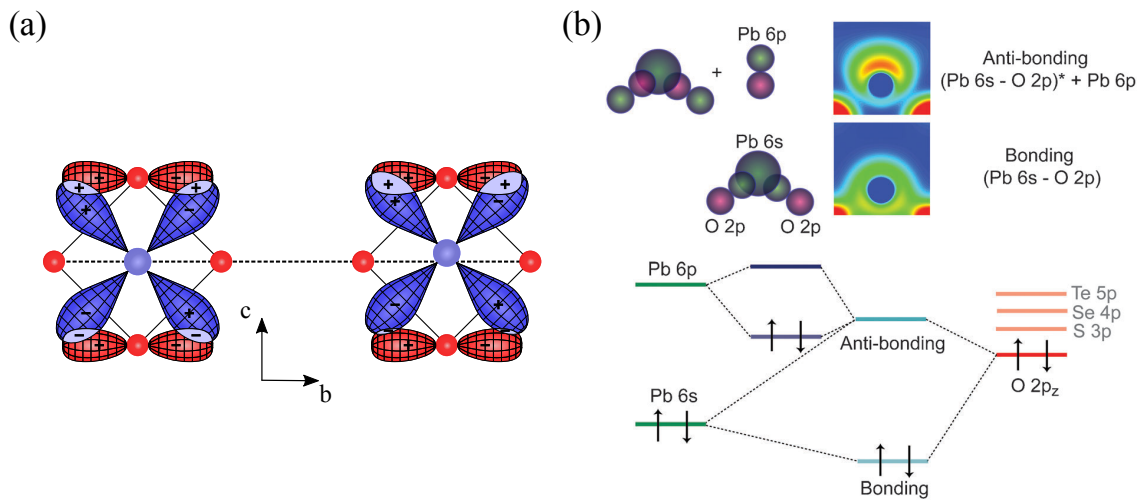 (a)
+ + - -
+ + + -
+ -
- +
- - + -
+ + - -
+ + - -
+ + + -
+ -
- +
- - + -
+ + - -
c
b
(b)
Pb 6p
+
Anti-bonding
(Pb 6s - O 2p)* + Pb 6p
Pb 6s
Bonding
(Pb 6s - O 2p)
O 2p
O 2p
Pb 6p
Te 5p
Se 4p
S 3p
Anti-bonding
O 2pz
Pb 6s
Bonding